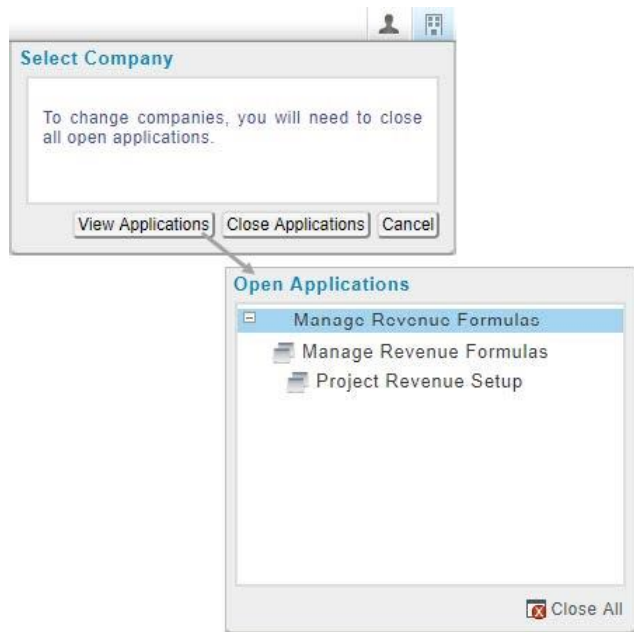 Select Company
To change companies, you will need to close
all open applications.
View Applications Close Applications Cancel
Open Applications
Manage Revenue Formulas
Manage Revenue Formulas
Project Revenue Setup
Close All